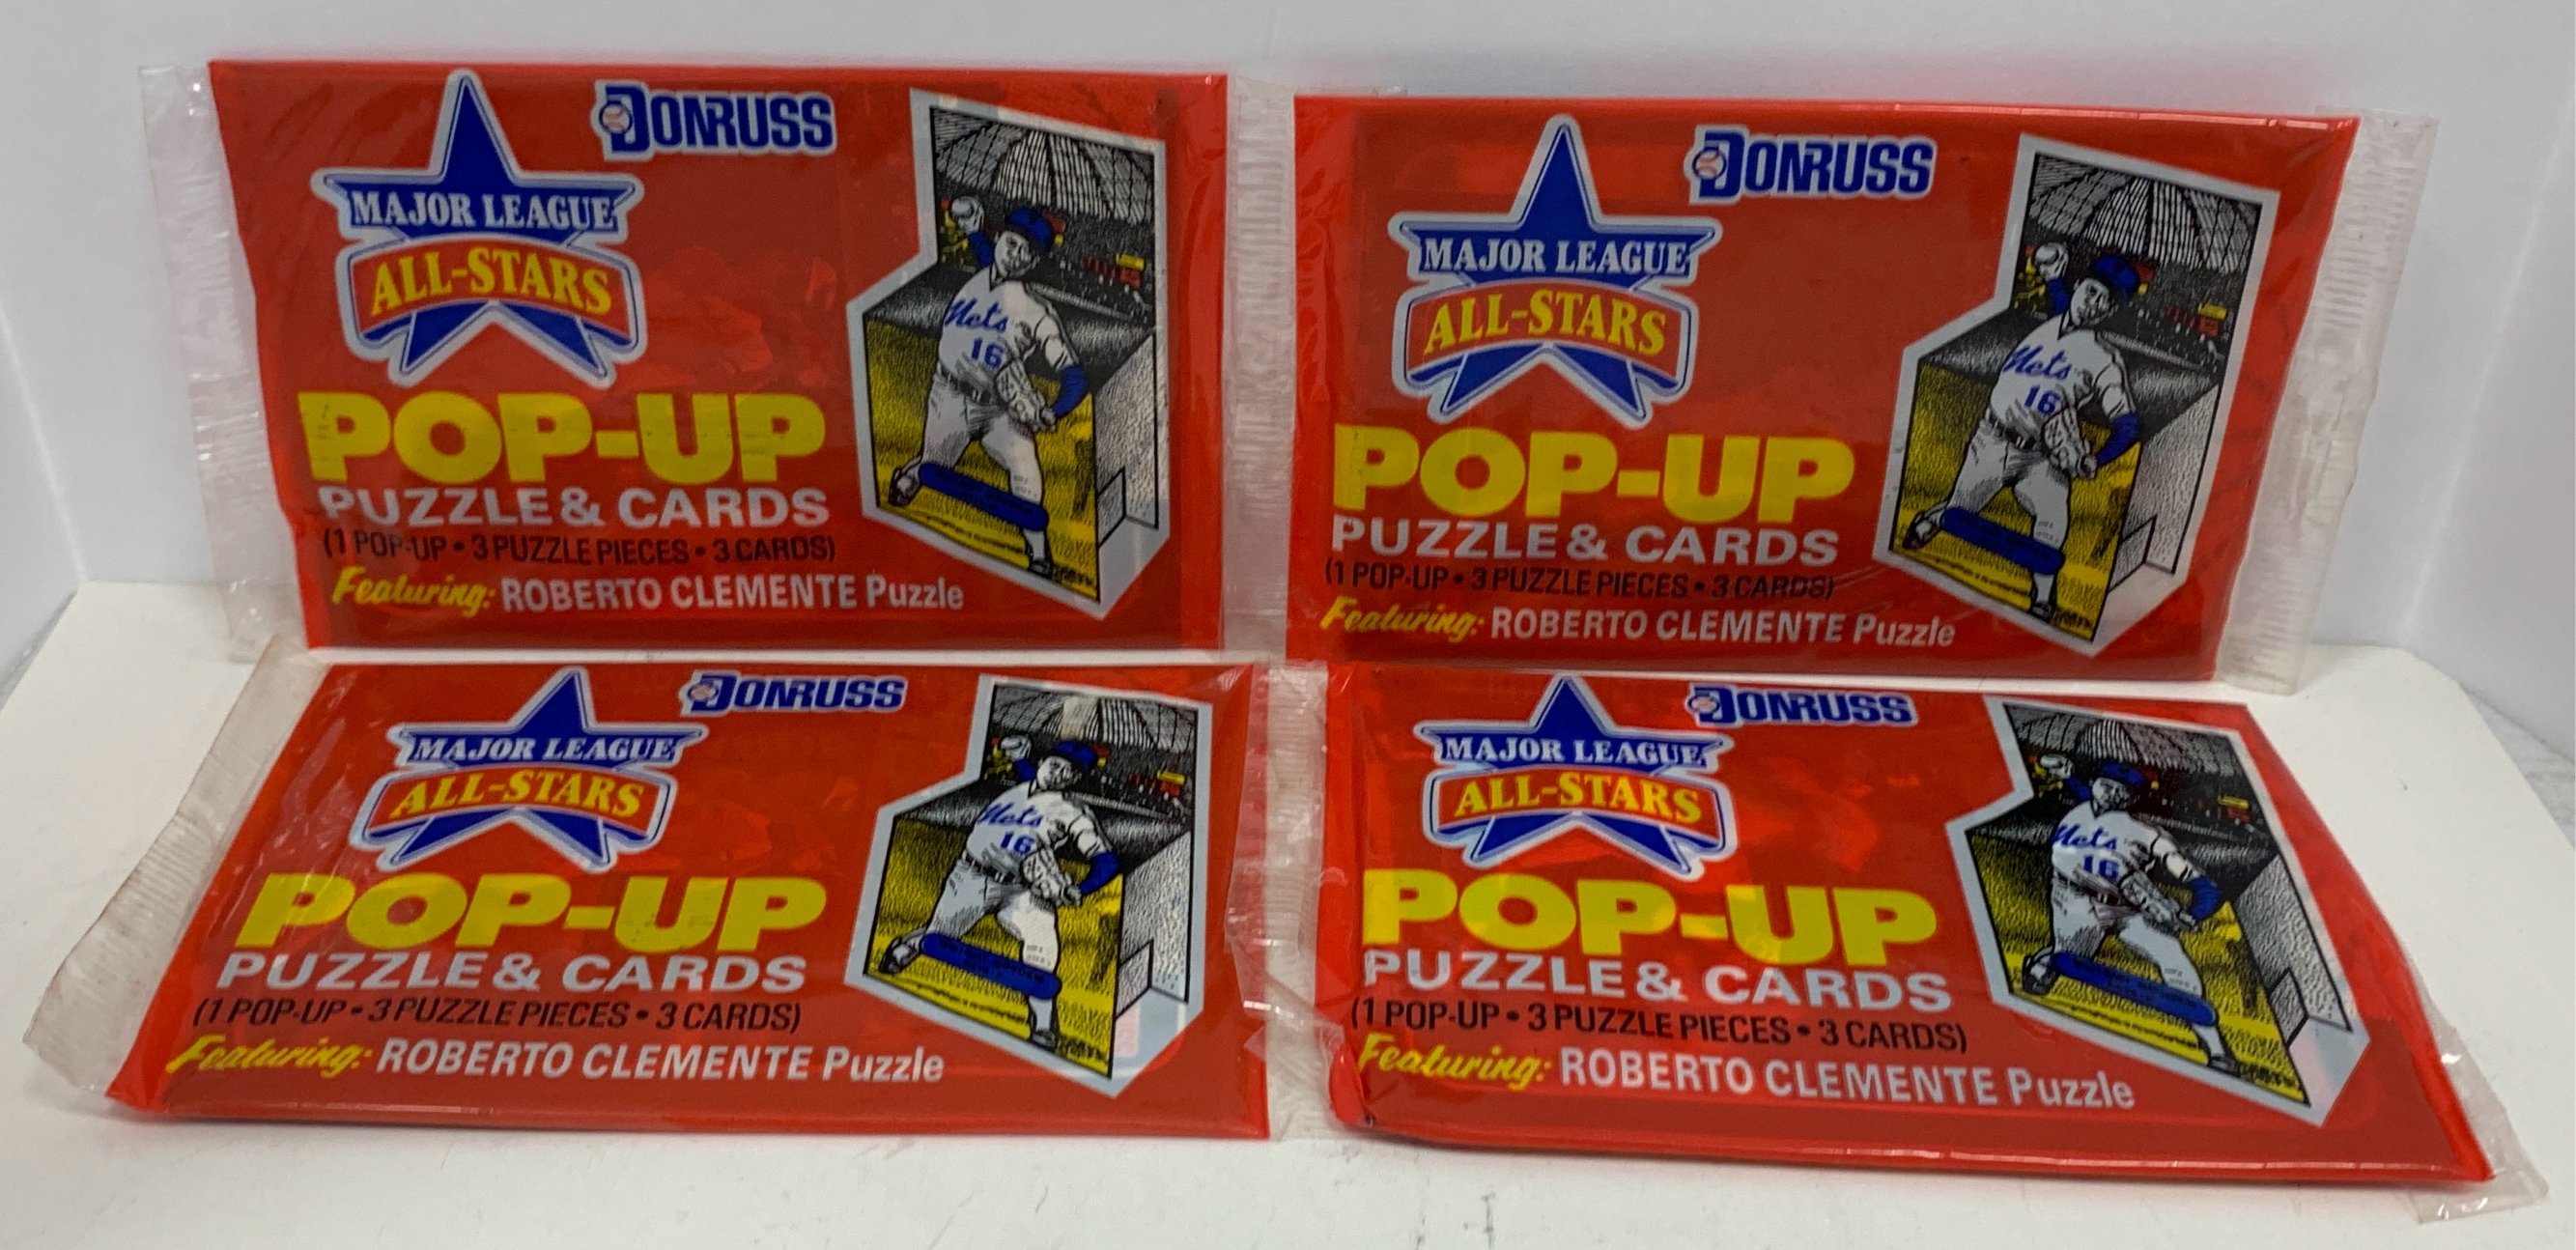 DONRUSS
MAJOR LEAGUE
ALL-STARS
Mets
16
POP-UP
PUZZLE & CARDS
(1 POP-UP • 3 PUZZLE PIECES • 3 CARDS)
Featuring: ROBERTO CLEMENTE Puzzle
DONRUSS
MAJOR LEAGUE
ALL-STARS
Mets
16
POP-UP
PUZZLE & CARDS
(1 POP-UP • 3 PUZZLE PIECES • 3 CARDS)
Featuring: ROBERTO CLEMENTE Puzzle
DONRUSS
MAJOR LEAGUE
ALL-STARS
Mets
16
POP-UP
PUZZLE & CARDS
(1 POP-UP • 3 PUZZLE PIECES • 3 CARDS)
Featuring: ROBERTO CLEMENTE Puzzle
DONRUSS
MAJOR LEAGUE
ALL-STARS
Mets
16
POP-UP
PUZZLE & CARDS
(1 POP-UP • 3 PUZZLE PIECES • 3 CARDS)
Featuring: ROBERTO CLEMENTE Puzzle